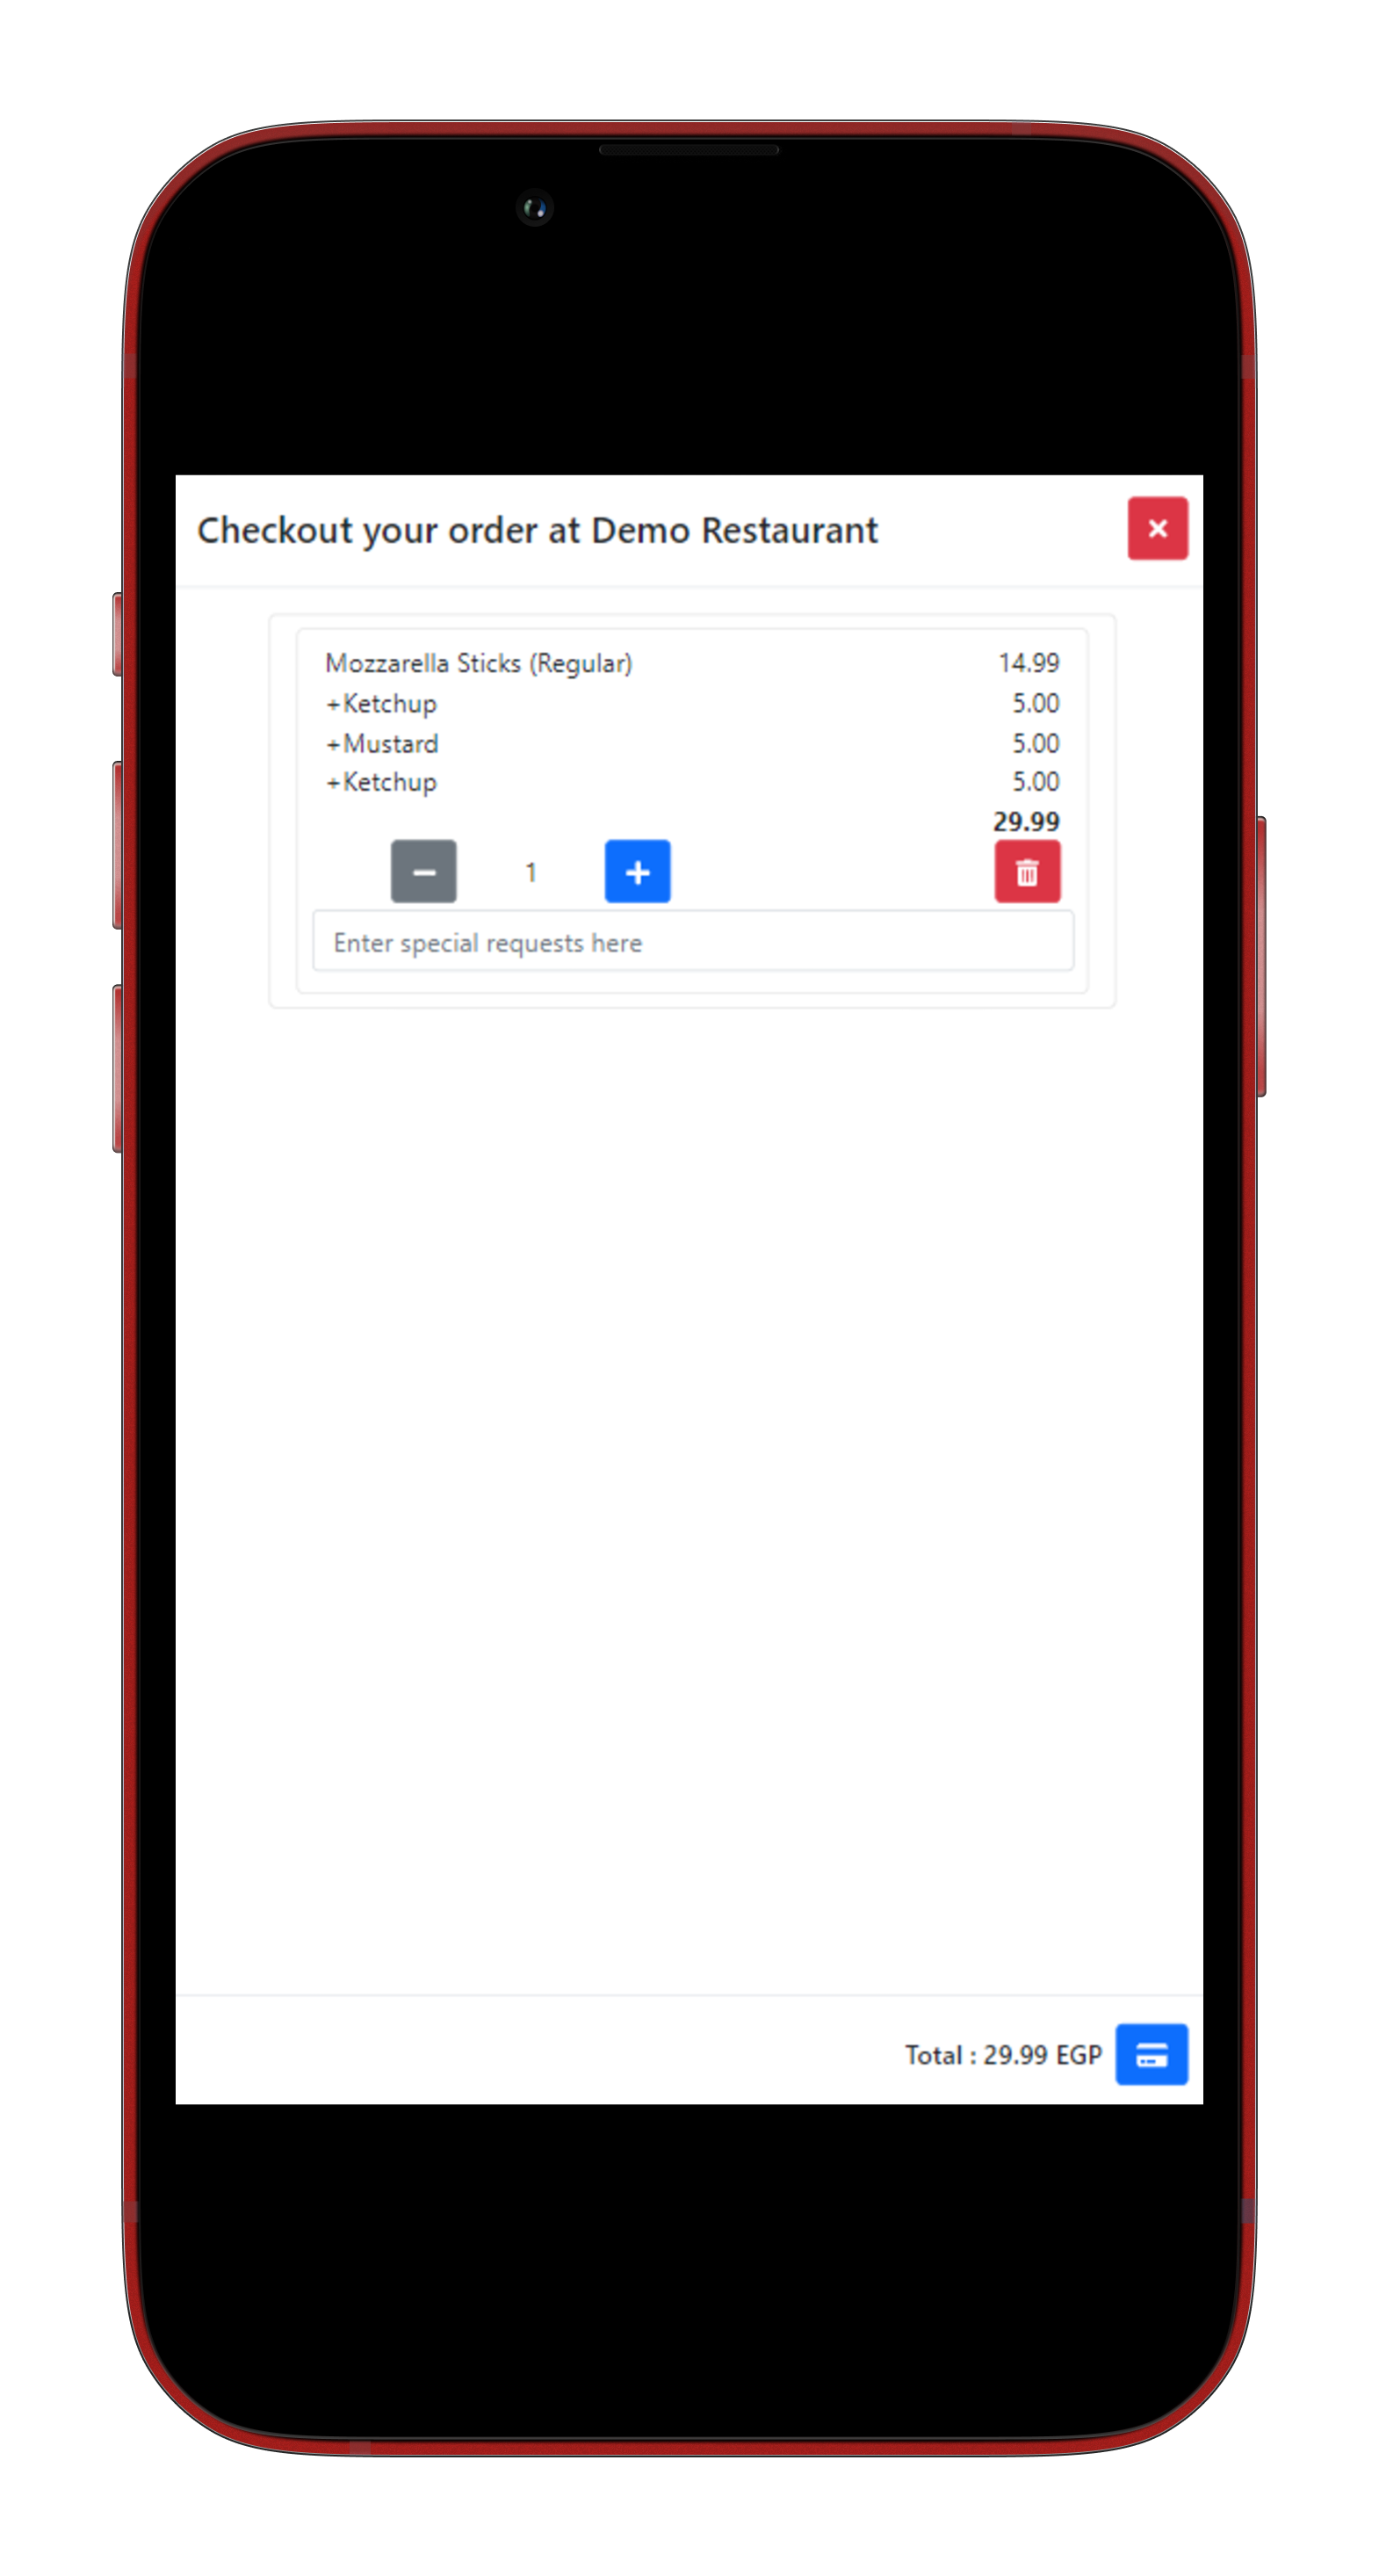 Checkout your order at Demo Restaurant
Mozzarella Sticks (Regular) 14.99
+Ketchup 5.00
+Mustard 5.00
+Ketchup 5.00
29.99
1
Enter special requests here
Total : 29.99 EGP